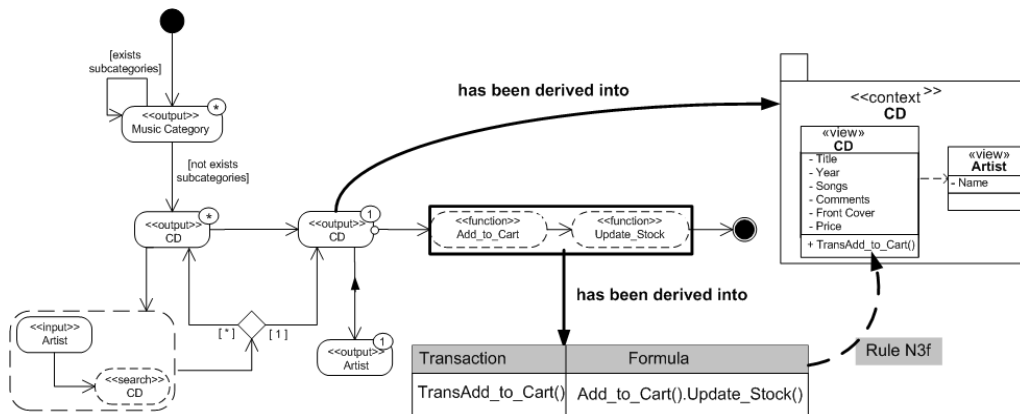 [exists
subcategories]
*
<<output>>
Music Category
[not exists
subcategories]
*
<<output>>
CD
1
<<output>>
CD
<<function>>
Add_to_Cart
<<function>>
Update_Stock
<<input>>
Artist
<<search>>
CD
[ * ]
[ 1 ]
1
<<output>>
Artist
has been derived into
has been derived into
<<context >>
CD
«view»
CD
- Title
- Year
- Songs
- Comments
- Front Cover
- Price
+ TransAdd_to_Cart()
«view»
Artist
- Name
Rule N3f
Transaction Formula
TransAdd_to_Cart() Add_to_Cart().Update_Stock()